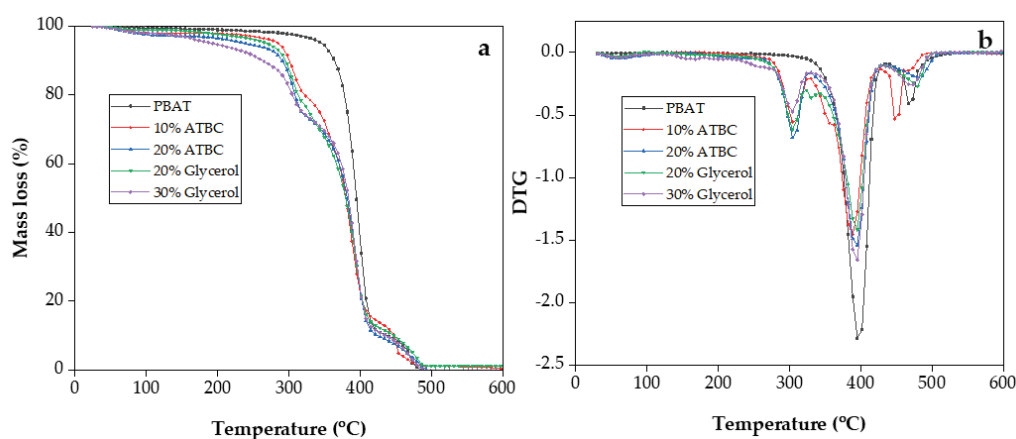 a
Mass loss (%)
100
80
60
40
20
0
PBAT
10% ATBC
20% ATBC
20% Glycerol
30% Glycerol
0 100 200 300 400 500 600
Temperature (ºC)
b
DTG
0.0
-0.5
-1.0
-1.5
-2.0
-2.5
PBAT
10% ATBC
20% ATBC
20% Glycerol
30% Glycerol
0 100 200 300 400 500 600
Temperature (ºC)